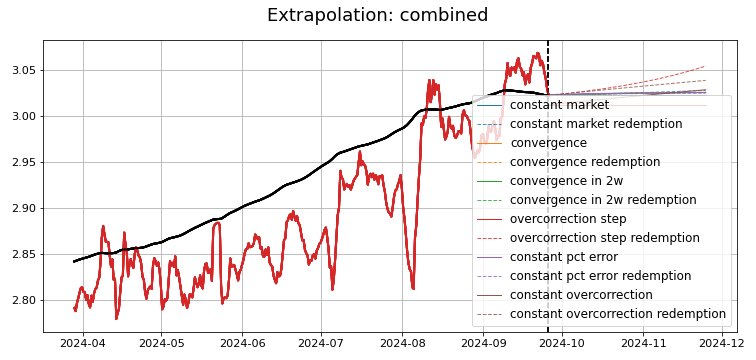 Extrapolation: combined
3.05
3.00
2.95
2.90
2.85
2.80
constant market
constant market redemption
convergence
convergence redemption
convergence in 2w
convergence in 2w redemption
overcorrection step
overcorrection step redemption
constant pct error
constant pct error redemption
constant overcorrection
constant overcorrection redemption
2024-04 2024-05 2024-06 2024-07 2024-08 2024-09 2024-10 2024-11 2024-12